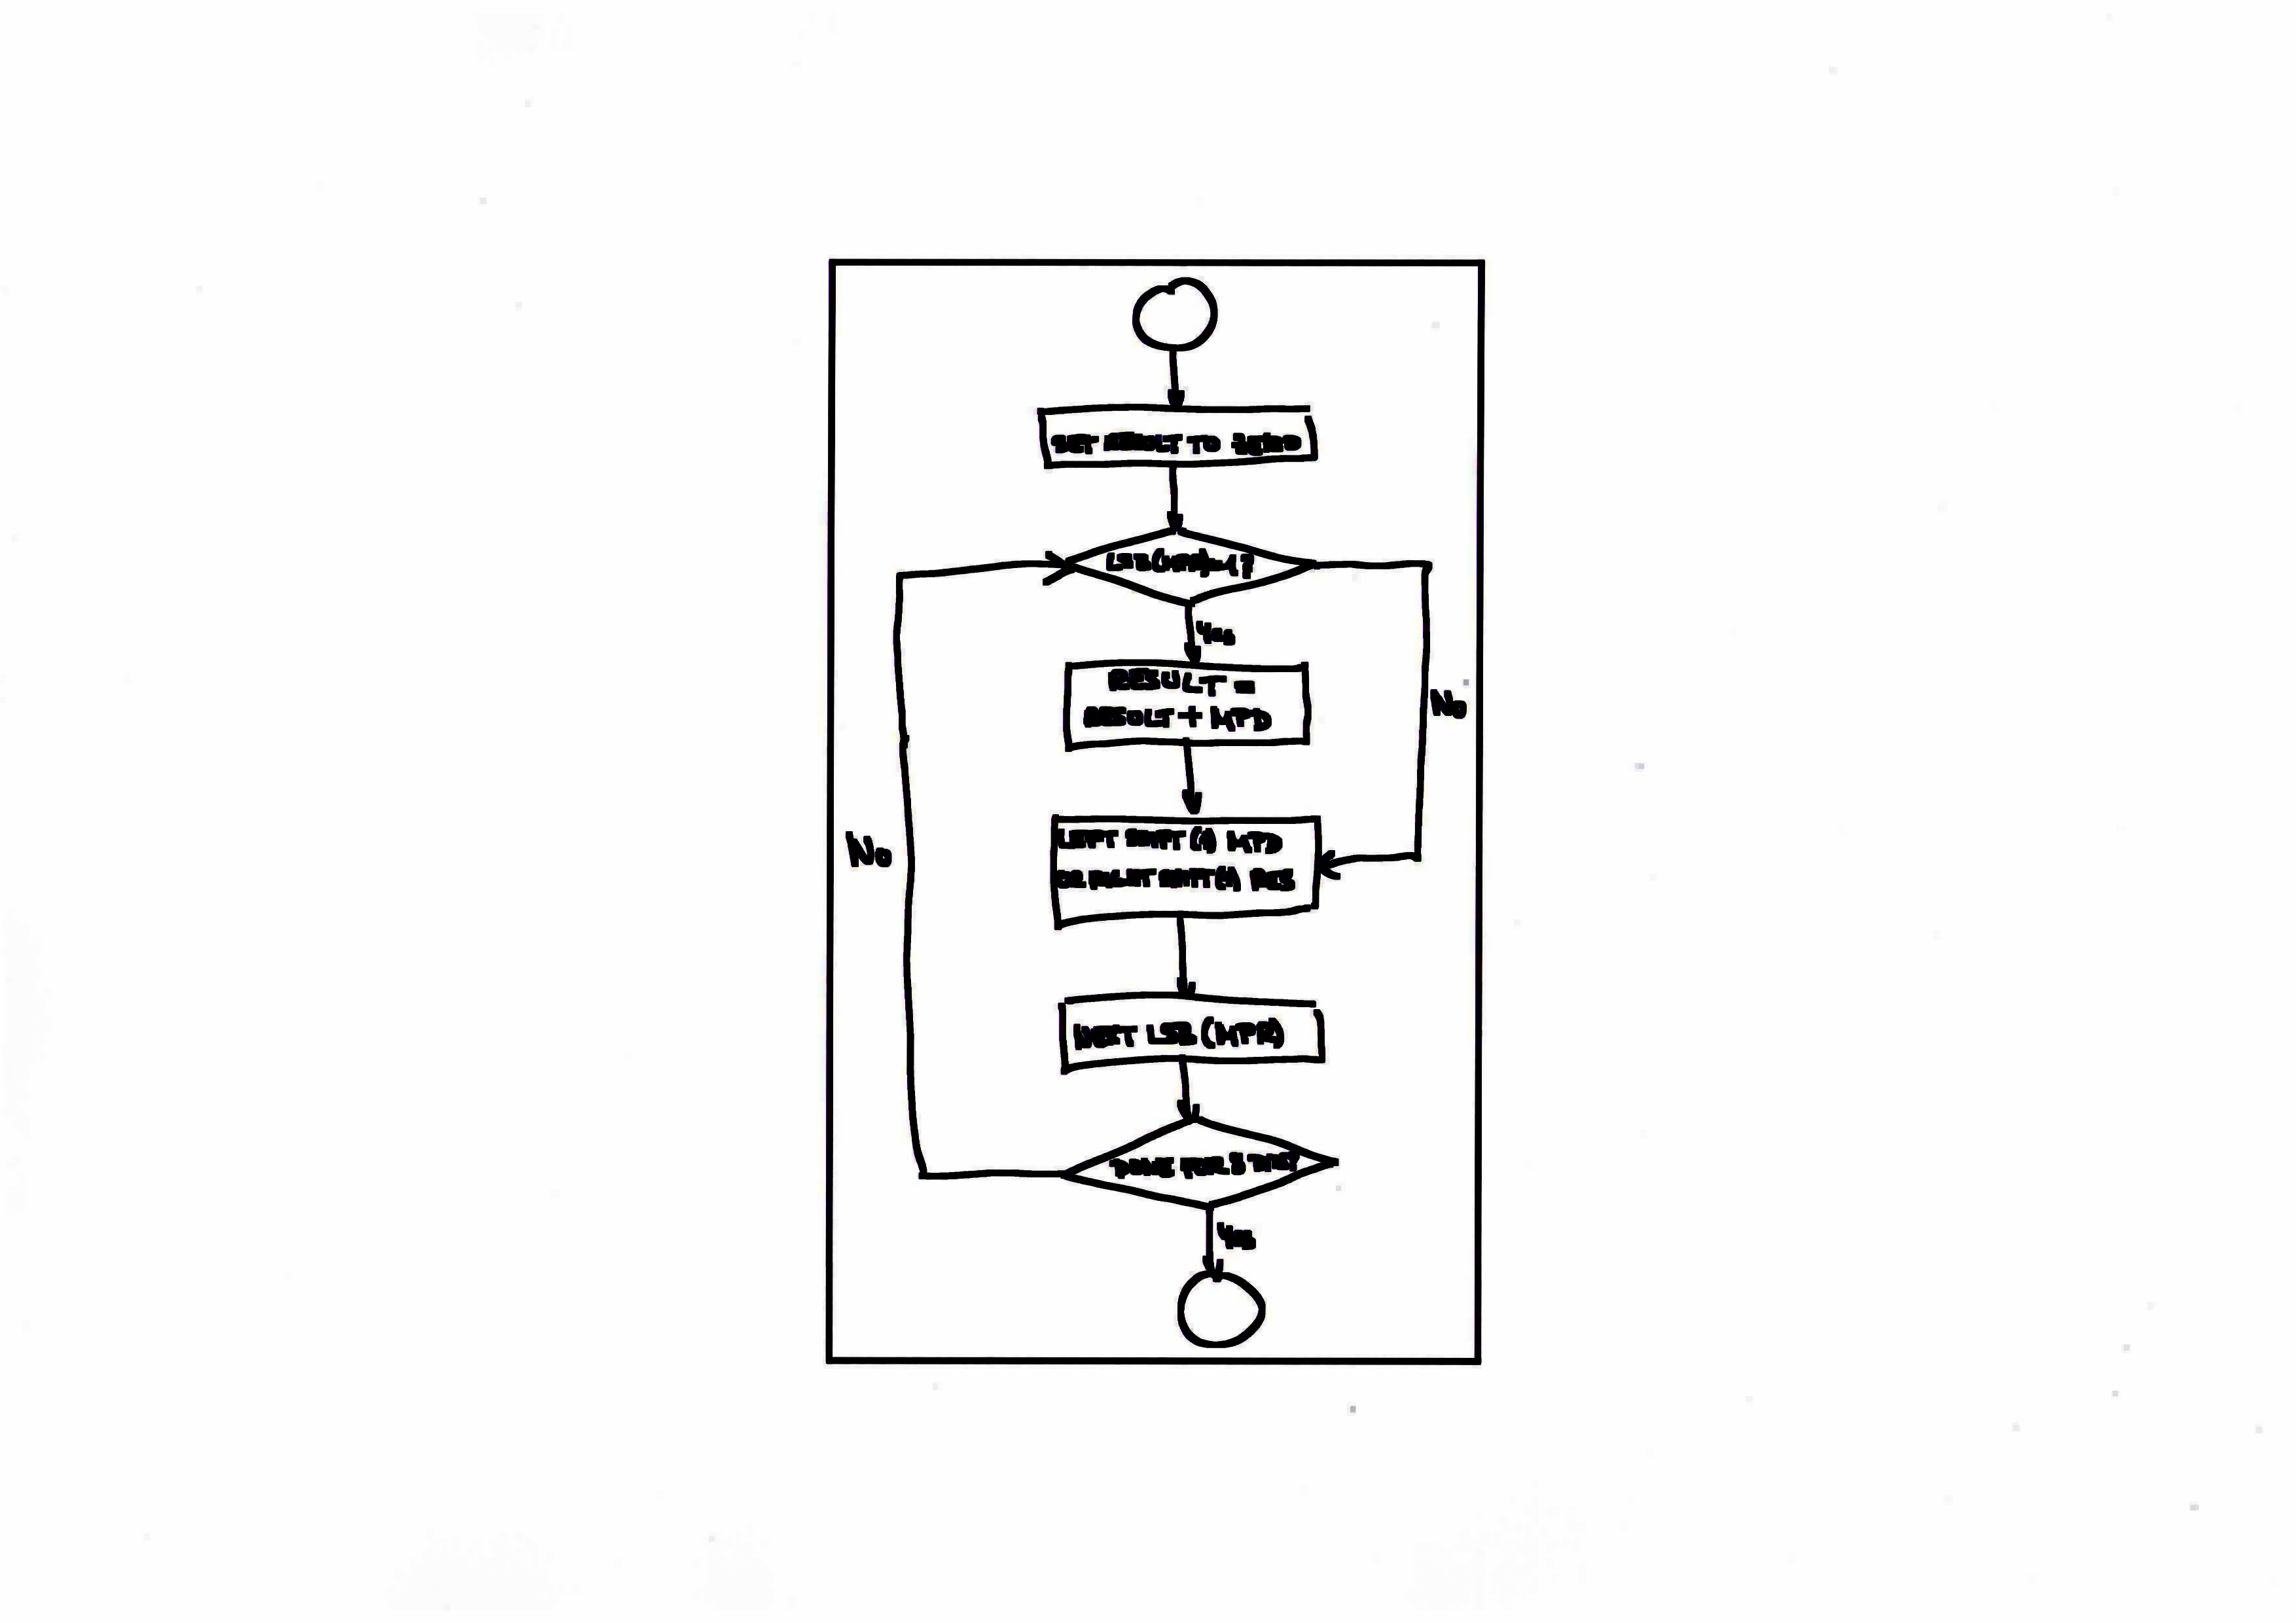 SET RESULT TO ZERO
LSB(MPR)=1?
Yes
RESULT =
RESULT + MPD
No
LEFT SHIFT(1) MPD
OR RIGHT SHIFT(1) RES
No
NEXT LSB (MPR)
DONE FOR 8
Yes